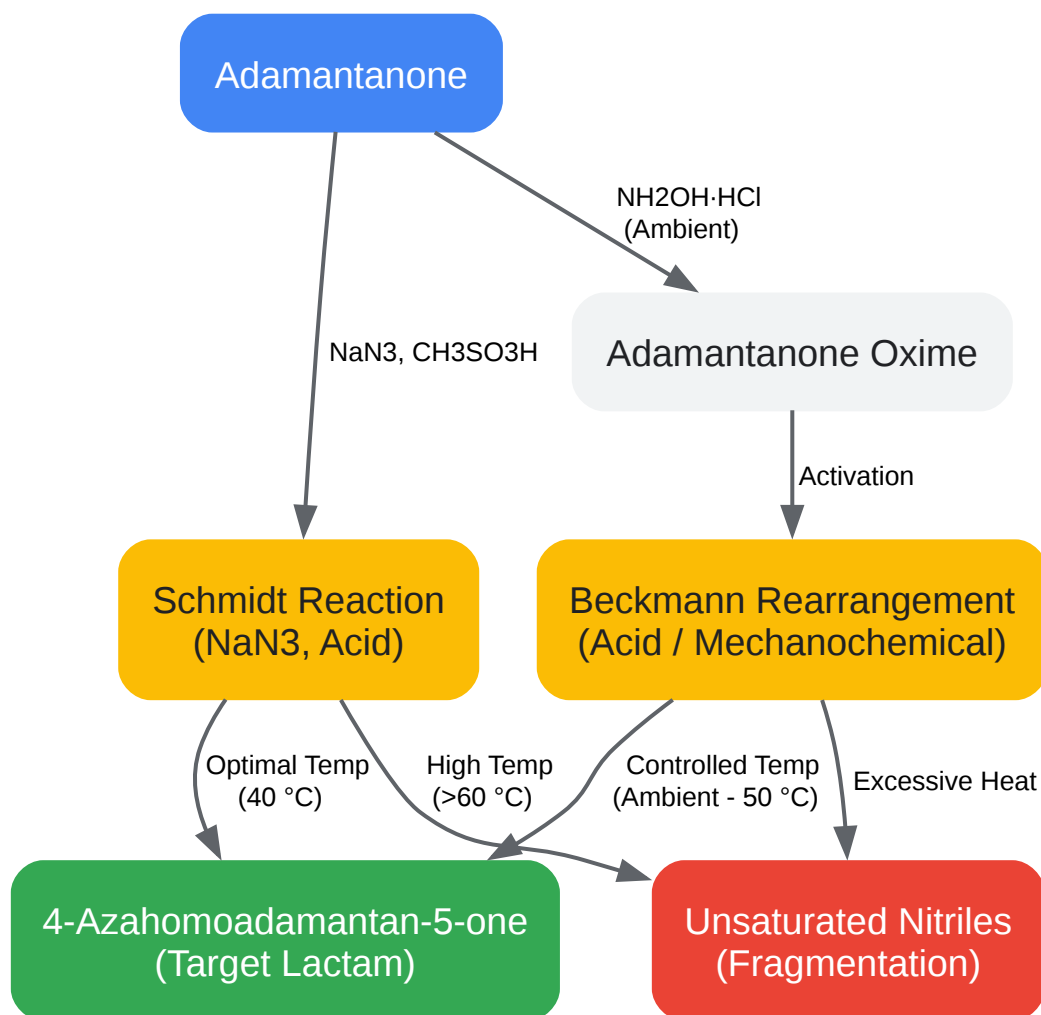 Adamantanone
NH2OH·HCl
(Ambient)
NaN3, CH3SO3H
Adamantanone Oxime
Activation
Schmidt Reaction
(NaN3, Acid)
Beckmann Rearrangement
(Acid / Mechanochemical)
Optimal Temp
(40 °C)
High Temp
(>60 °C)
Controlled Temp
(Ambient - 50 °C)
Excessive Heat
4-Azahomoadamantan-5-one
(Target Lactam)
Unsaturated Nitriles
(Fragmentation)